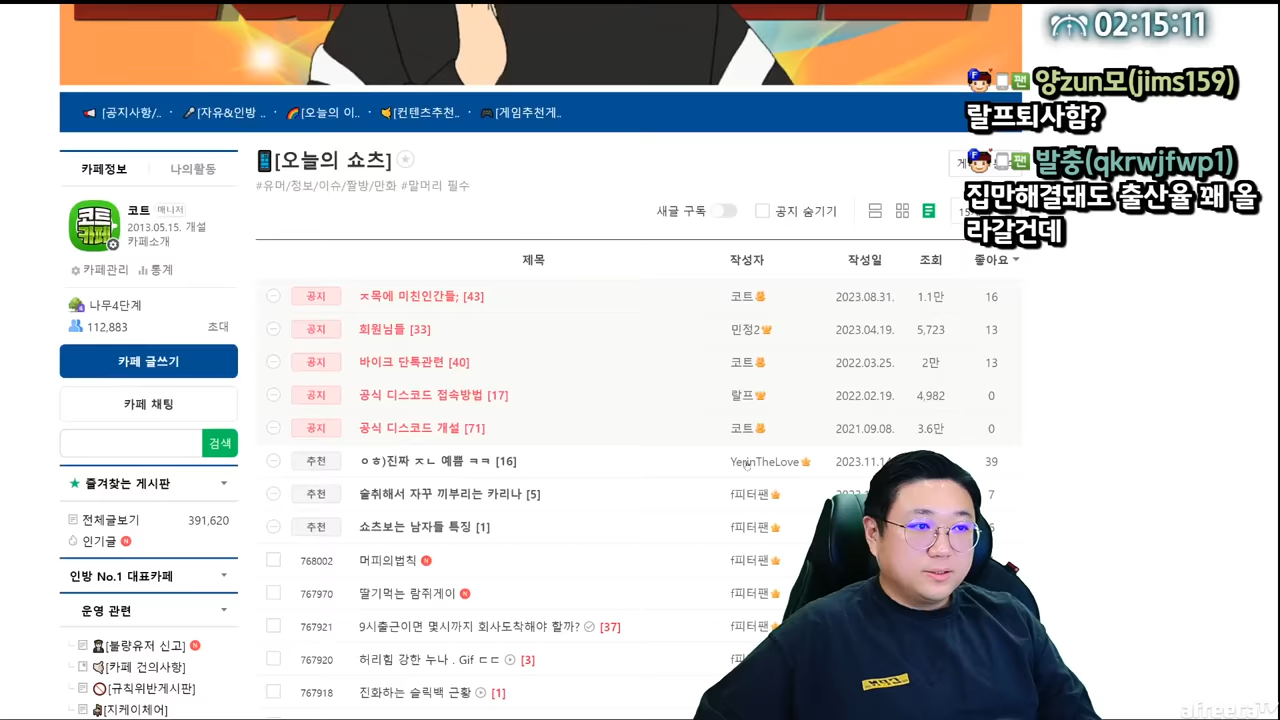 02:15:11
양zun모(jims159)
랄프퇴사함?
발충(qkrwjfwp1)
집만해결돼도 출산율 꽤 올
라갈건데
[공지사항/.. · [자유&인방 .. · [오늘의 이.. · [컨텐츠추천.. · [게임추천게..
카페정보 나의활동
[오늘의 쇼츠]
#유머/정보/이슈/짤방/만화 #말머리 필수
새글 구독 공지 숨기기
코트 매니저
2013.05.15. 개설
카페소개
카페관리 통계
나무4단계
112,883 초대
카페 글쓰기
카페 채팅
검색
즐겨찾는 게시판
전체글보기 391,620
인기글 N
인방 No.1 대표카페
운영 관련
[불량유저 신고] N
[카페 건의사항]
[규칙위반게시판]
[지케이체어]
제목 작성자 작성일 조회 좋아요
공지 ㅈ목에 미친인간들; [43] 코트 2023.08.31. 1.1만 16
공지 회원님들 [33] 민정2 2023.04.19. 5,723 13
공지 바이크 단톡관련 [40] 코트 2022.03.25. 2만 13
공지 공식 디스코드 접속방법 [17] 랄프 2022.02.19. 4,982 0
공지 공식 디스코드 개설 [71] 코트 2021.09.08. 3.6만 0
추천 ㅇㅎ)진짜 ㅈㄴ 예쁨 ㅋㅋ [16] YerinTheLove 2023.11.14 39
추천 술취해서 자꾸 끼부리는 카리나 [5] f피터팬 7
추천 쇼츠보는 남자들 특징 [1] f피터팬
768002 머피의법칙 N f피터팬
767970 딸기먹는 람쥐게이 N f피터팬
767921 9시출근이면 몇시까지 회사도착해야 할까? [37] f피터팬
767920 허리힘 강한 누나 . Gif ㄷㄷ [3]
767918 진화하는 슬릭백 근황 [1]
afreecaTV